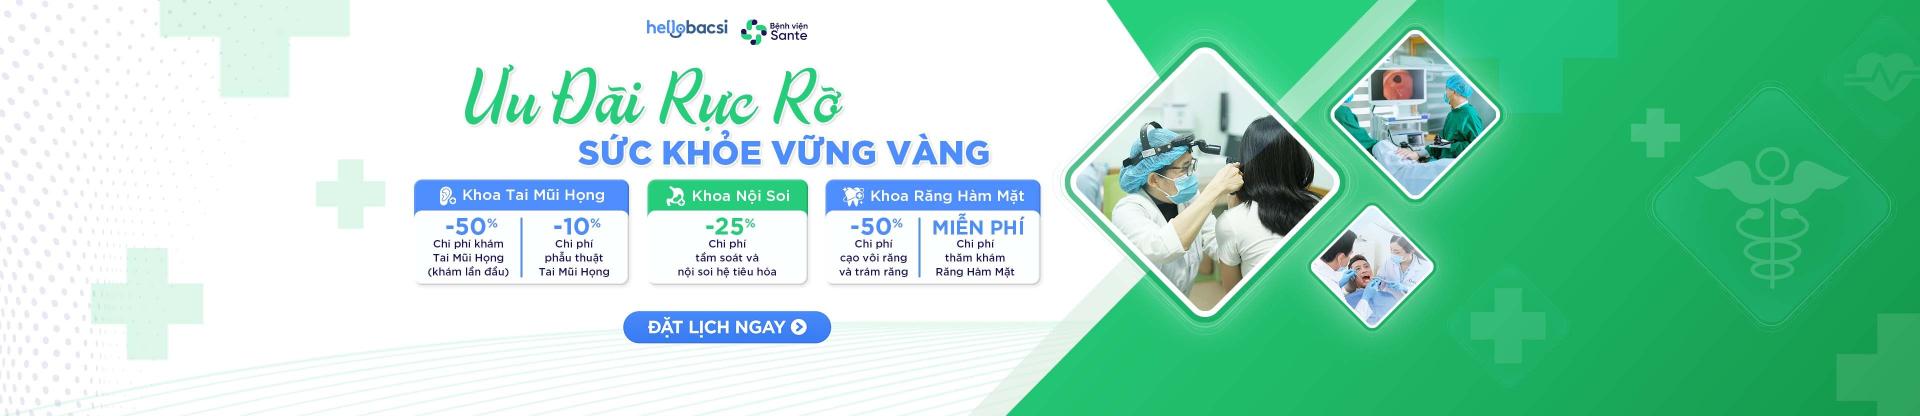 hellobacsi
Bệnh viện
Sante
Ưu Đãi Rực Rỡ
SỨC KHỎE VỮNG VÀNG
Khoa Tai Mũi Họng
-50%
Chi phí khám
Tai Mũi Họng
(khám lần đầu)
-10%
Chi phí
phẫu thuật
Tai Mũi Họng
Khoa Nội Soi
-25%
Chi phí
tầm soát và
nội soi hệ tiêu hóa
Khoa Răng Hàm Mặt
-50%
Chi phí
cạo vôi răng
và trám răng
MIỄN PHÍ
Chi phí
thăm khám
Răng Hàm Mặt
ĐẶT LỊCH NGAY